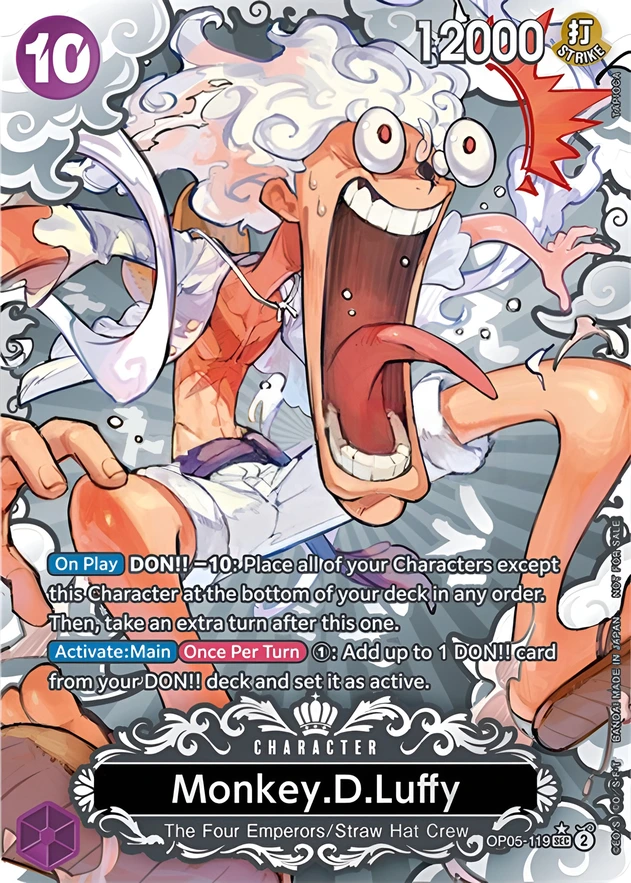 10
12000
打
STRIKE
TAPIOCA
On Play DON!! −10: Place all of your Characters except
this Character at the bottom of your deck in any order.
Then, take an extra turn after this one.
Activate:Main Once Per Turn ①: Add up to 1 DON!! card
from your DON!! deck and set it as active.
CHARACTER
Monkey.D.Luffy
The Four Emperors/Straw Hat Crew
OP05-119 SEC 2
BANDAI MADE IN JAPAN NOT FOR SALE